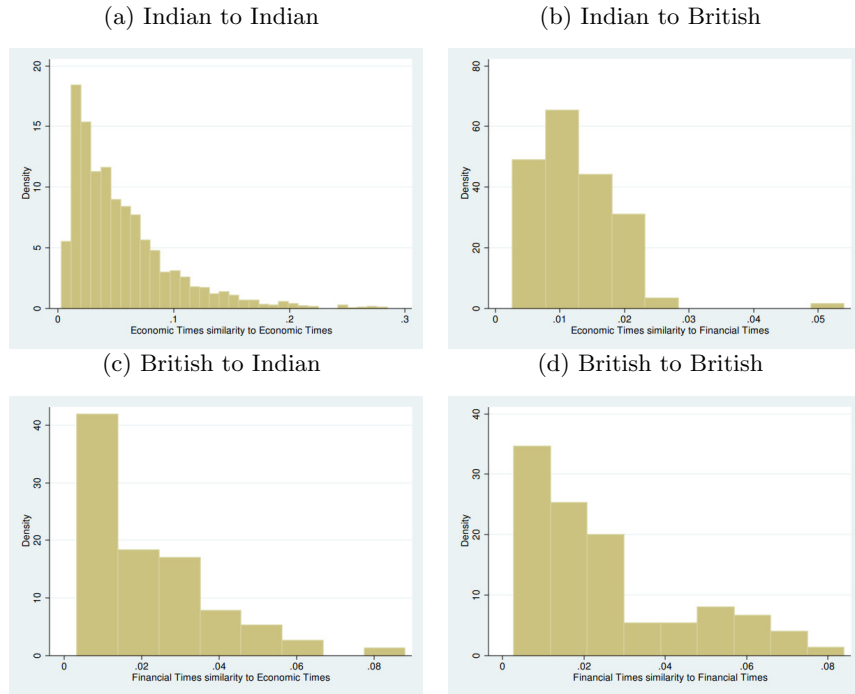 (a) Indian to Indian
(b) Indian to British
20
15
10
5
0
Density
0 .1 .2 .3
Economic Times similarity to Economic Times
80
60
40
20
0
Density
0 .01 .02 .03 .04 .05
Economic Times similarity to Financial Times
(c) British to Indian
(d) British to British
40
30
20
10
0
Density
0 .02 .04 .06 .08
Financial Times similarity to Economic Times
40
30
20
10
0
Density
0 .02 .04 .06 .08
Financial Times similarity to Financial Times